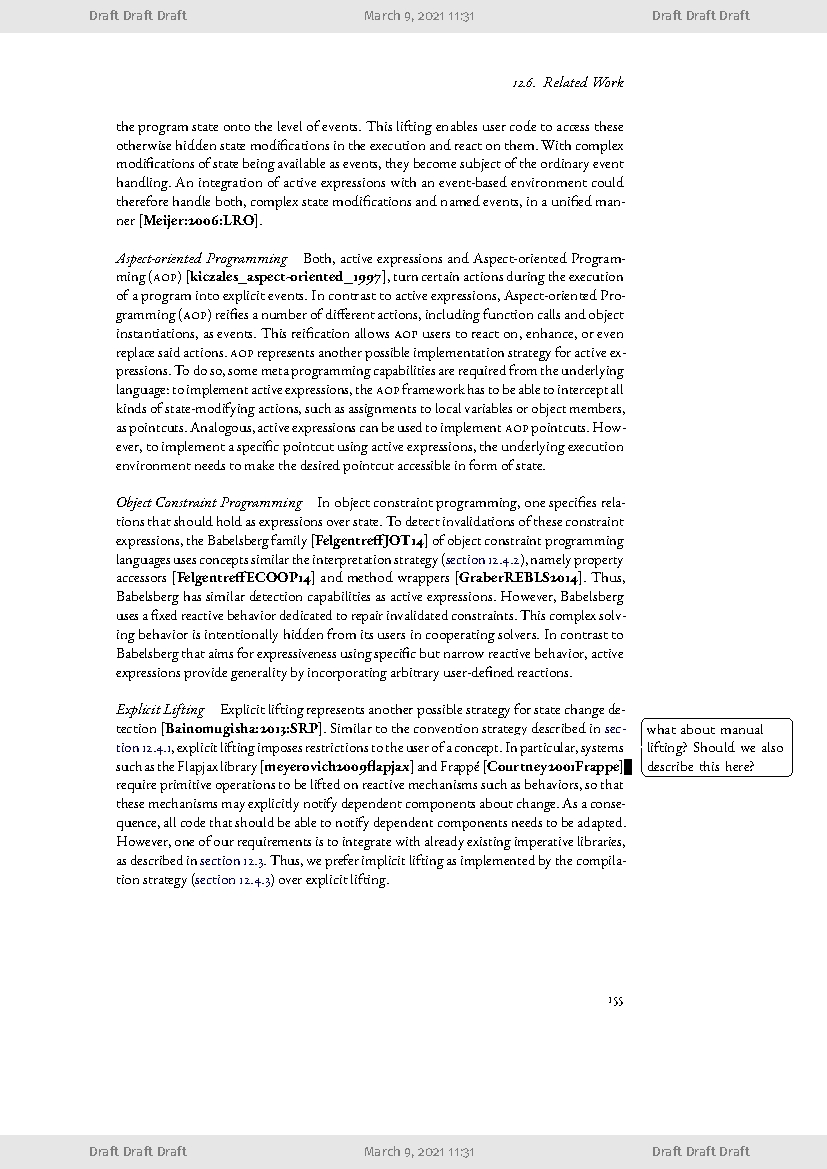 Draft Draft Draft March 9, 2021 11:31 Draft Draft Draft
12.6. Related Work
the program state onto the level of events. This lifting enables user code to access these
otherwise hidden state modifications in the execution and react on them. With complex
modifications of state being available as events, they become subject of the ordinary event
handling. An integration of active expressions with an event-based environment could
therefore handle both, complex state modifications and named events, in a unified man-
ner [Meijer:2006:LRO].
Aspect-oriented Programming Both, active expressions and Aspect-oriented Program-
ming (AOP) [kiczales_aspect-oriented_1997], turn certain actions during the execution
of a program into explicit events. In contrast to active expressions, Aspect-oriented Pro-
gramming (AOP) reifies a number of different actions, including function calls and object
instantiations, as events. This reification allows AOP users to react on, enhance, or even
replace said actions. AOP represents another possible implementation strategy for active ex-
pressions. To do so, some meta programming capabilities are required from the underlying
language: to implement active expressions, the AOP framework has to be able to intercept all
kinds of state-modifying actions, such as assignments to local variables or object members,
as pointcuts. Analogous, active expressions can be used to implement AOP pointcuts. How-
ever, to implement a specific pointcut using active expressions, the underlying execution
environment needs to make the desired pointcut accessible in form of state.
Object Constraint Programming In object constraint programming, one specifies rela-
tions that should hold as expressions over state. To detect invalidations of these constraint
expressions, the Babelsberg family [FelgentreffJOT14] of object constraint programming
languages uses concepts similar the interpretation strategy (section 12.4.2), namely property
accessors [FelgentreffECOOP14] and method wrappers [GraberREBLS2014]. Thus,
Babelsberg has similar detection capabilities as active expressions. However, Babelsberg
uses a fixed reactive behavior dedicated to repair invalidated constraints. This complex solv-
ing behavior is intentionally hidden from its users in cooperating solvers. In contrast to
Babelsberg that aims for expressiveness using specific but narrow reactive behavior, active
expressions provide generality by incorporating arbitrary user-defined reactions.
Explicit Lifting Explicit lifting represents another possible strategy for state change de-
tection [Bainomugisha:2013:SRP]. Similar to the convention strategy described in sec-
tion 12.4.1, explicit lifting imposes restrictions to the user of a concept. In particular, systems
such as the Flapjax library [meyerovich2009flapjax] and Frappé [Courtney2001Frappe]
require primitive operations to be lifted on reactive mechanisms such as behaviors, so that
these mechanisms may explicitly notify dependent components about change. As a conse-
quence, all code that should be able to notify dependent components needs to be adapted.
However, one of our requirements is to integrate with already existing imperative libraries,
as described in section 12.3. Thus, we prefer implicit lifting as implemented by the compila-
tion strategy (section 12.4.3) over explicit lifting.
what about manual
lifting? Should we also
describe this here?
155
Draft Draft Draft March 9, 2021 11:31 Draft Draft Draft